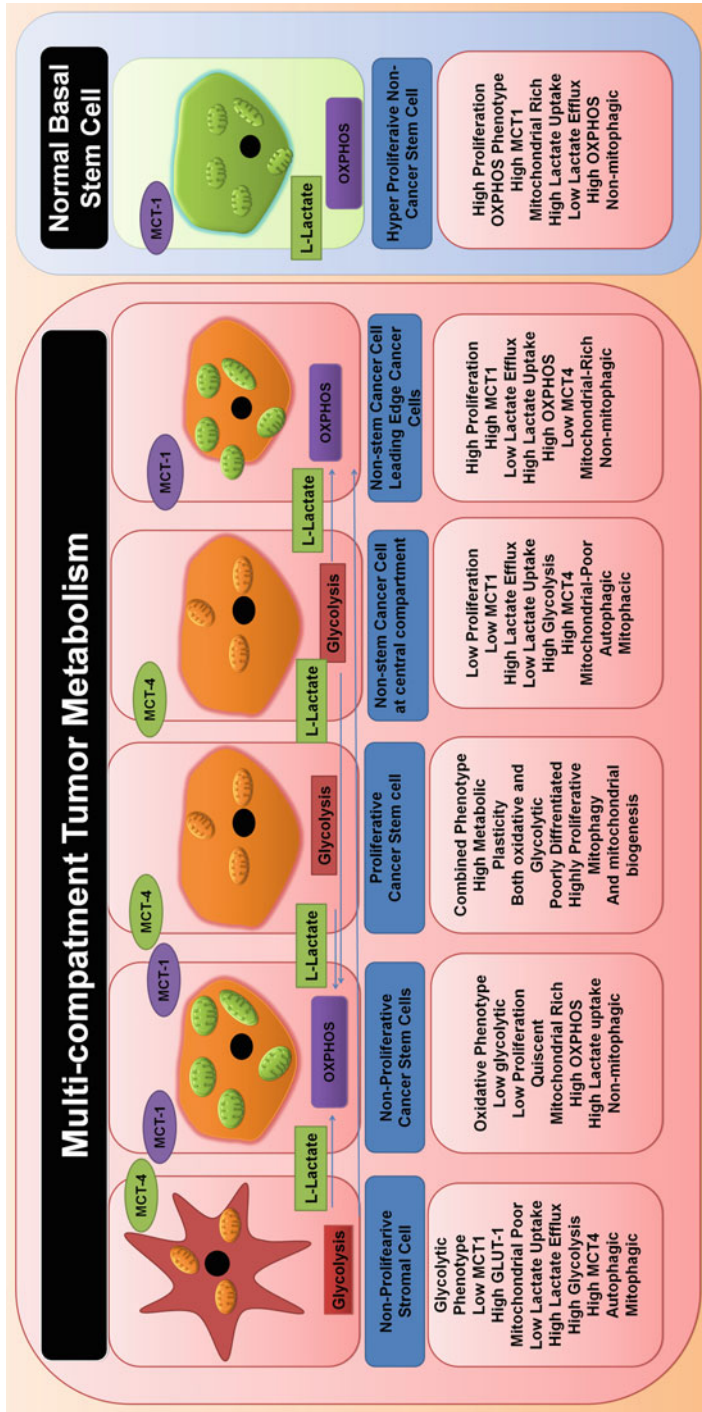 Multi-compatment Tumor Metabolism
MCT-4
Glycolysis
L-Lactate
Non-Prolifearive
Stromal Cell
Glycolytic
Phenotype
Low MCT1
High GLUT-1
Mitochondrial Poor
Low Lactate Uptake
High Lactate Efflux
High Glycolysis
High MCT4
Autophagic
Mitophagic
MCT-1
MCT-1
OXPHOS
L-Lactate
Non-Proliferative
Cancer Stem Cells
Oxidative Phenotype
Low glycolytic
Low Proliferation
Quiscent
Mitochondrial Rich
High OXPHOS
High Lactate uptake
Non-mitophagic
MCT-4
Glycolysis
L-Lactate
Proliferative
Cancer Stem cell
Combined Phenotype
High Metabolic
Plasticity
Both oxidative and
Glycolytic
Poorly Diffrentiated
Highly Proliferative
Mitophagy
And mitochondrial
biogenesis
MCT-4
Glycolysis
L-Lactate
Non-stem Cancer Cell
at central compartment
Low Proliferation
Low MCT1
High Lactate Efflux
Low Lactate Uptake
High Glycolysis
High MCT4
Mitochondrial-Poor
Autophagic
Mitophacic
MCT-1
OXPHOS
Non-stem Cancer Cell
Leading Edge Cancer
Cells
High Proliferation
High MCT1
Low Lactate Efflux
High Lactate Uptake
High OXPHOS
Low MCT4
Mitochondrial-Rich
Non-mitophagic
Normal Basal
Stem Cell
MCT-1
L-Lactate
OXPHOS
Hyper Proliferaive Non-
Cancer Stem Cell
High Proliferation
OXPHOS Phenotype
High MCT1
Mitochondrial Rich
High Lactate Uptake
Low Lactate Efflux
High OXPHOS
Non-mitophagic